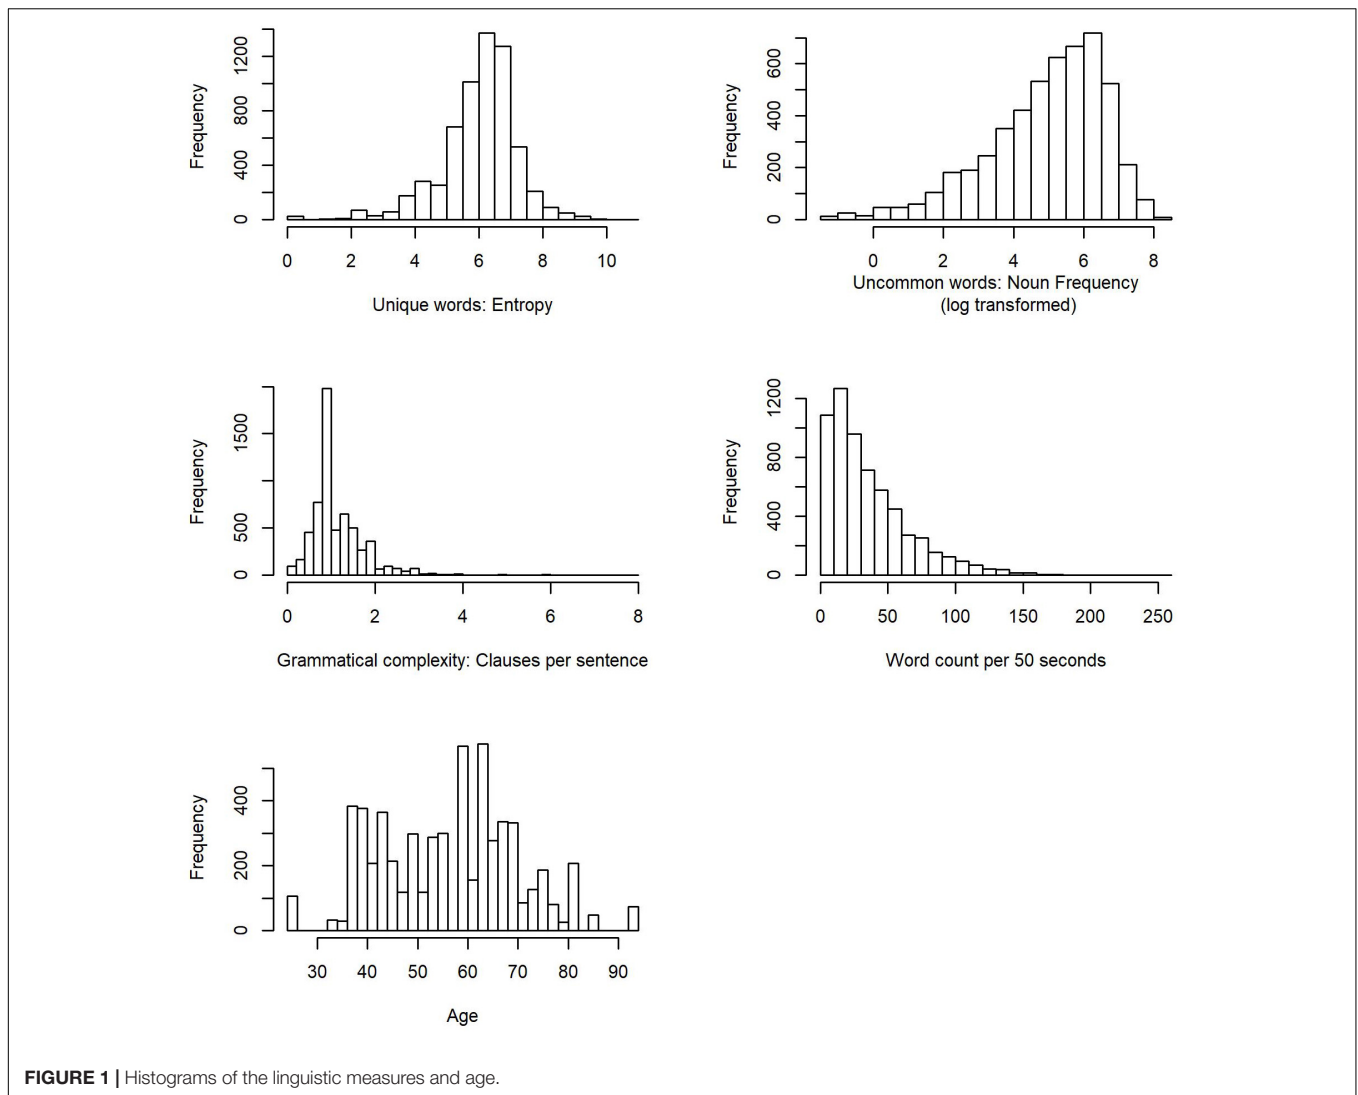 Frequency
0 400 800 1200
0 2 4 6 8 10
Unique words: Entropy
Frequency
0 200 400 600
0 2 4 6 8
Uncommon words: Noun Frequency
(log transformed)
Frequency
0 500 1500
0 2 4 6 8
Grammatical complexity: Clauses per sentence
Frequency
0 400 800 1200
0 50 100 150 200 250
Word count per 50 seconds
Frequency
0 200 400
30 40 50 60 70 80 90
Age
FIGURE 1 | Histograms of the linguistic measures and age.